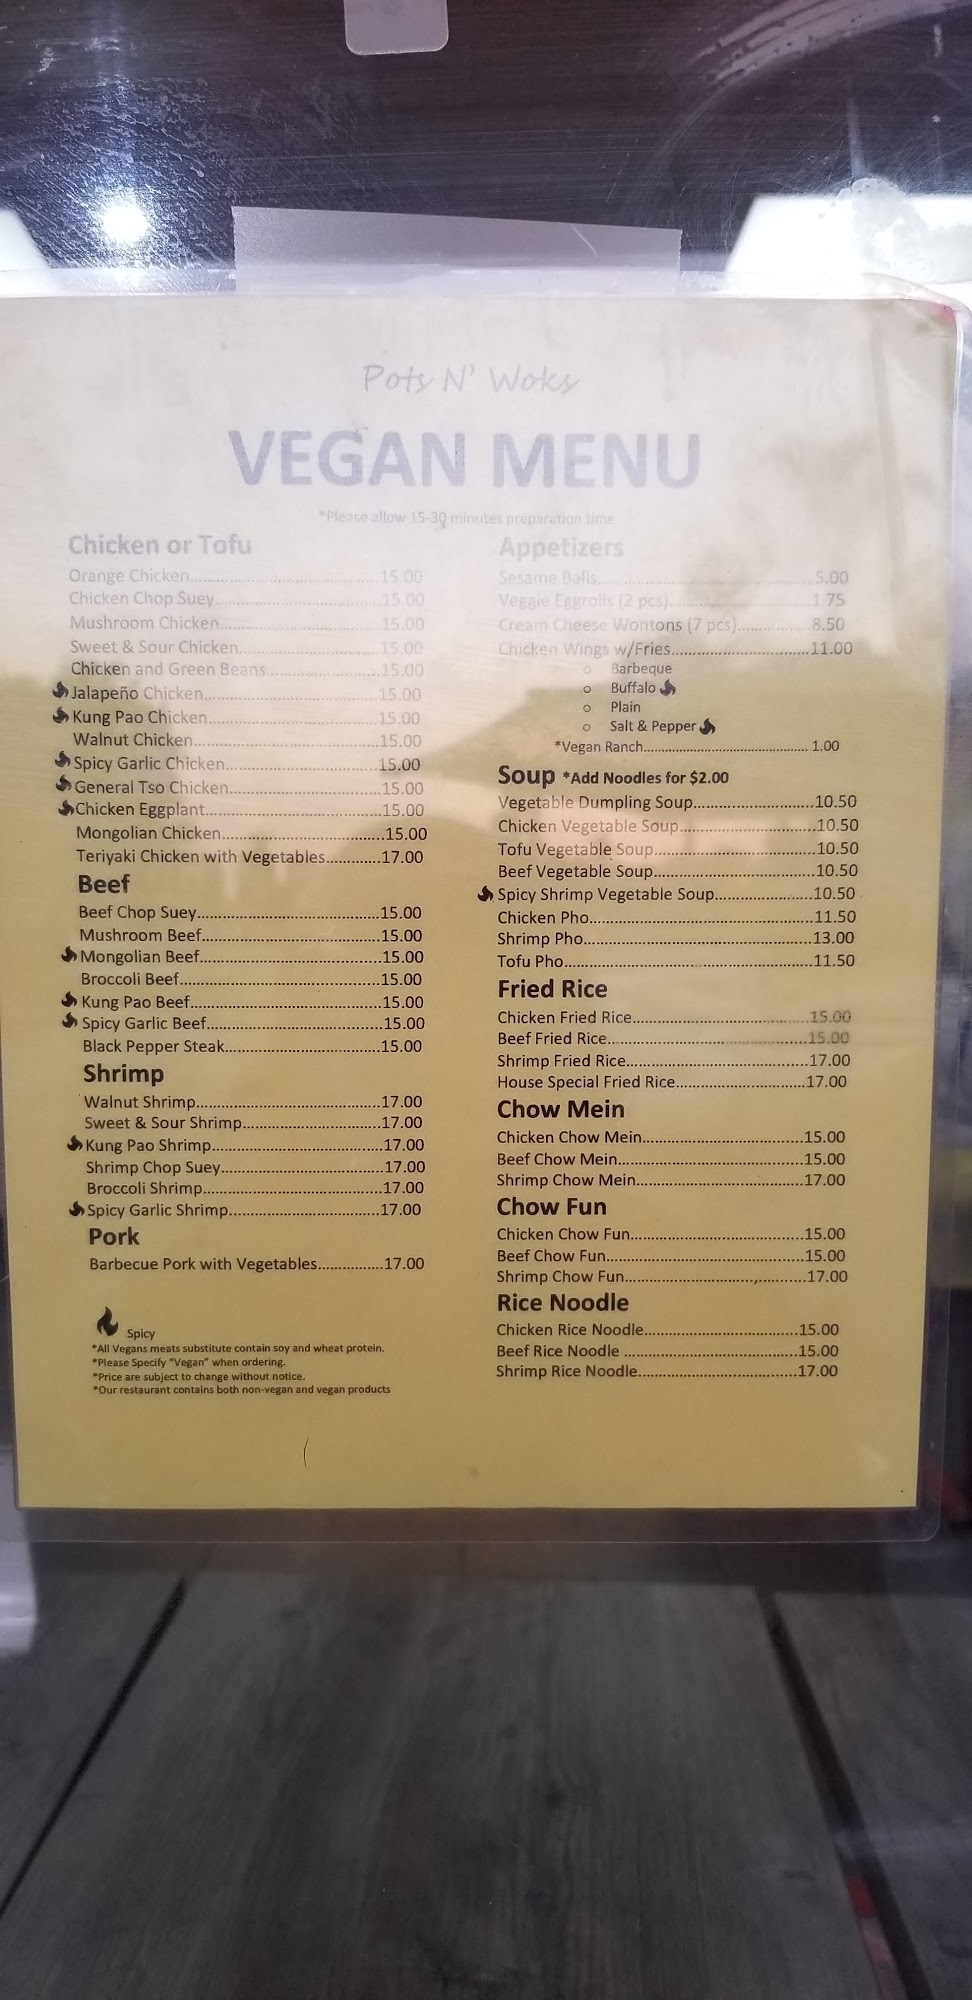 Pots N' Woks
VEGAN MENU
*Please allow 15-30 minutes preparation time
Chicken or Tofu
Orange Chicken 15.00
Chicken Chop Suey 15.00
Mushroom Chicken 15.00
Sweet & Sour Chicken 15.00
Chicken and Green Beans 15.00
Jalapeño Chicken 15.00
Kung Pao Chicken 15.00
Walnut Chicken 15.00
Spicy Garlic Chicken 15.00
General Tso Chicken 15.00
Chicken Eggplant 15.00
Mongolian Chicken 15.00
Teriyaki Chicken with Vegetables 17.00
Beef
Beef Chop Suey 15.00
Mushroom Beef 15.00
Mongolian Beef 15.00
Broccoli Beef 15.00
Kung Pao Beef 15.00
Spicy Garlic Beef 15.00
Black Pepper Steak 15.00
Shrimp
Walnut Shrimp 17.00
Sweet & Sour Shrimp 17.00
Kung Pao Shrimp 17.00
Shrimp Chop Suey 17.00
Broccoli Shrimp 17.00
Spicy Garlic Shrimp 17.00
Pork
Barbecue Pork with Vegetables 17.00
Spicy
*All Vegans meats substitute contain soy and wheat protein.
*Please Specify "Vegan" when ordering.
*Price are subject to change without notice.
*Our restaurant contains both non-vegan and vegan products
Appetizers
Sesame Balls 5.00
Veggie Eggrolls (2 pcs) 1.75
Cream Cheese Wontons (7 pcs) 8.50
Chicken Wings w/Fries 11.00
Barbeque
Buffalo
Plain
Salt & Pepper
*Vegan Ranch 1.00
Soup *Add Noodles for $2.00
Vegetable Dumpling Soup 10.50
Chicken Vegetable Soup 10.50
Tofu Vegetable Soup 10.50
Beef Vegetable Soup 10.50
Spicy Shrimp Vegetable Soup 10.50
Chicken Pho 11.50
Shrimp Pho 13.00
Tofu Pho 11.50
Fried Rice
Chicken Fried Rice 15.00
Beef Fried Rice 15.00
Shrimp Fried Rice 17.00
House Special Fried Rice 17.00
Chow Mein
Chicken Chow Mein 15.00
Beef Chow Mein 15.00
Shrimp Chow Mein 17.00
Chow Fun
Chicken Chow Fun 15.00
Beef Chow Fun 15.00
Shrimp Chow Fun 17.00
Rice Noodle
Chicken Rice Noodle 15.00
Beef Rice Noodle 15.00
Shrimp Rice Noodle 17.00